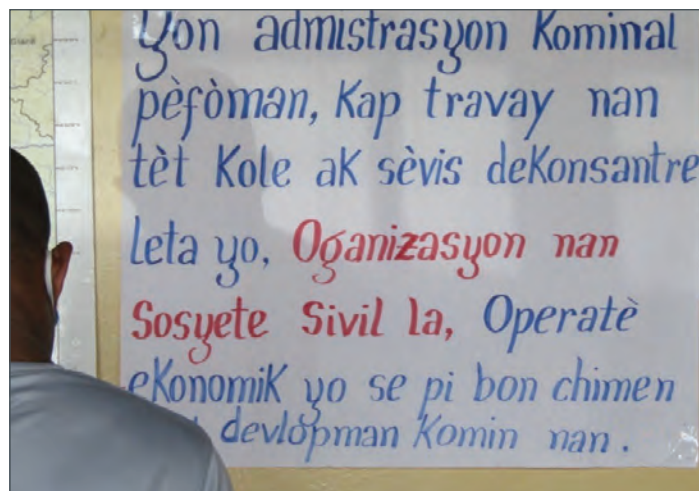 Yon admistrasyon Kominal
pèfòman, Kap travay nan
tèt Kole ak sèvis deKonsantre
leta yo, Oganizasyon nan
Sosyete Sivil la, Operatè
eKonomiK yo se pi bon chimen
devlòpman Komin nan.